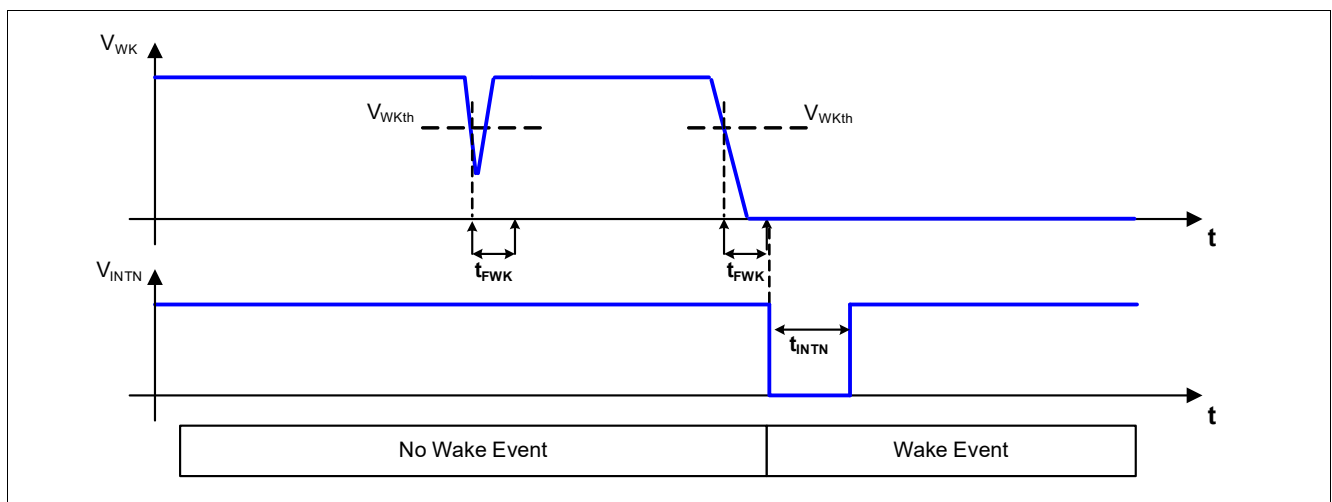 V_WK
V_WKth
V_WKth
t
t_FWK
t_FWK
V_INTN
t_INTN
t
No Wake Event
Wake Event